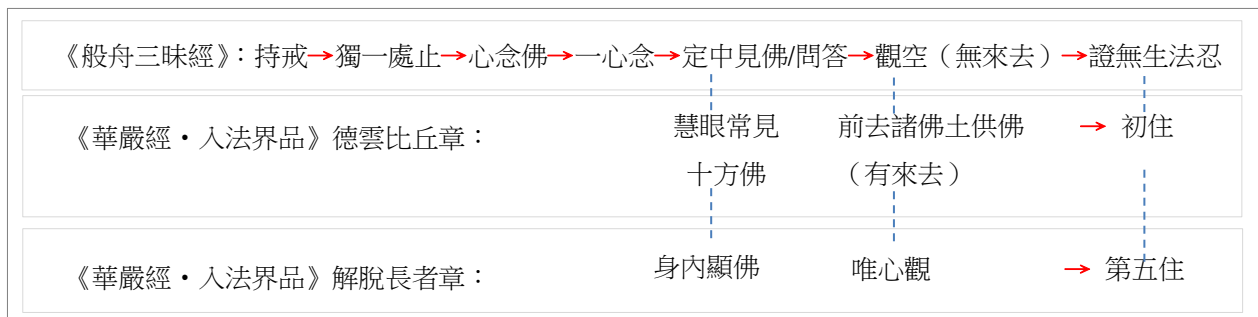 《般舟三昧經》：持戒→獨一處止→心念佛→一心念→定中見佛/問答→觀空（無來去）→證無生法忍
《華嚴經・入法界品》德雲比丘章：
慧眼常見
十方佛
前去諸佛土供佛
（有來去）
→ 初住
《華嚴經・入法界品》解脫長者章：
身內顯佛
唯心觀
→ 第五住